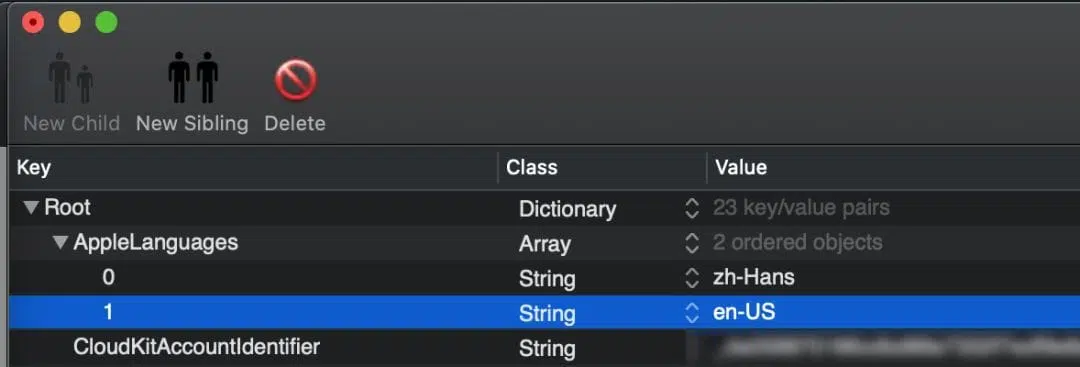 New Child New Sibling Delete
Key Class Value
Root Dictionary 23 key/value pairs
AppleLanguages Array 2 ordered objects
0 String zh-Hans
1 String en-US
CloudKitAccountIdentifier String